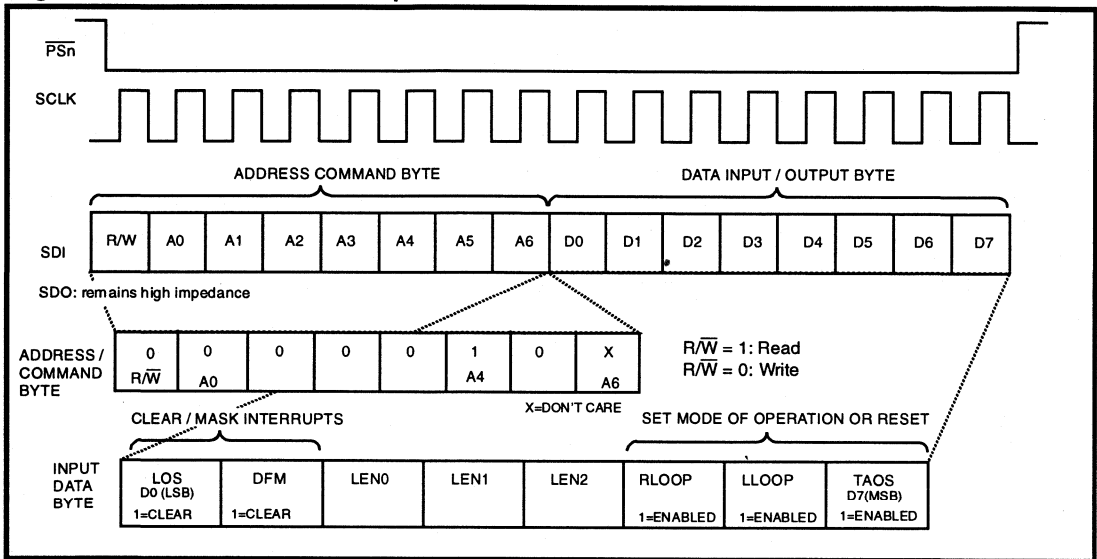 PSn
SCLK
ADDRESS COMMAND BYTE DATA INPUT / OUTPUT BYTE
SDI R/W A0 A1 A2 A3 A4 A5 A6 D0 D1 D2 D3 D4 D5 D6 D7
SDO: remains high impedance
ADDRESS / COMMAND BYTE
0 0 0 0 0 1 0 X
R/W A0 A4 A6
R/W = 1: Read
R/W = 0: Write
X=DON'T CARE
CLEAR / MASK INTERRUPTS SET MODE OF OPERATION OR RESET
INPUT DATA BYTE
LOS DFM LEN0 LEN1 LEN2 RLOOP LLOOP TAOS
D0 (LSB) D7(MSB)
1=CLEAR 1=CLEAR 1=ENABLED 1=ENABLED 1=ENABLED